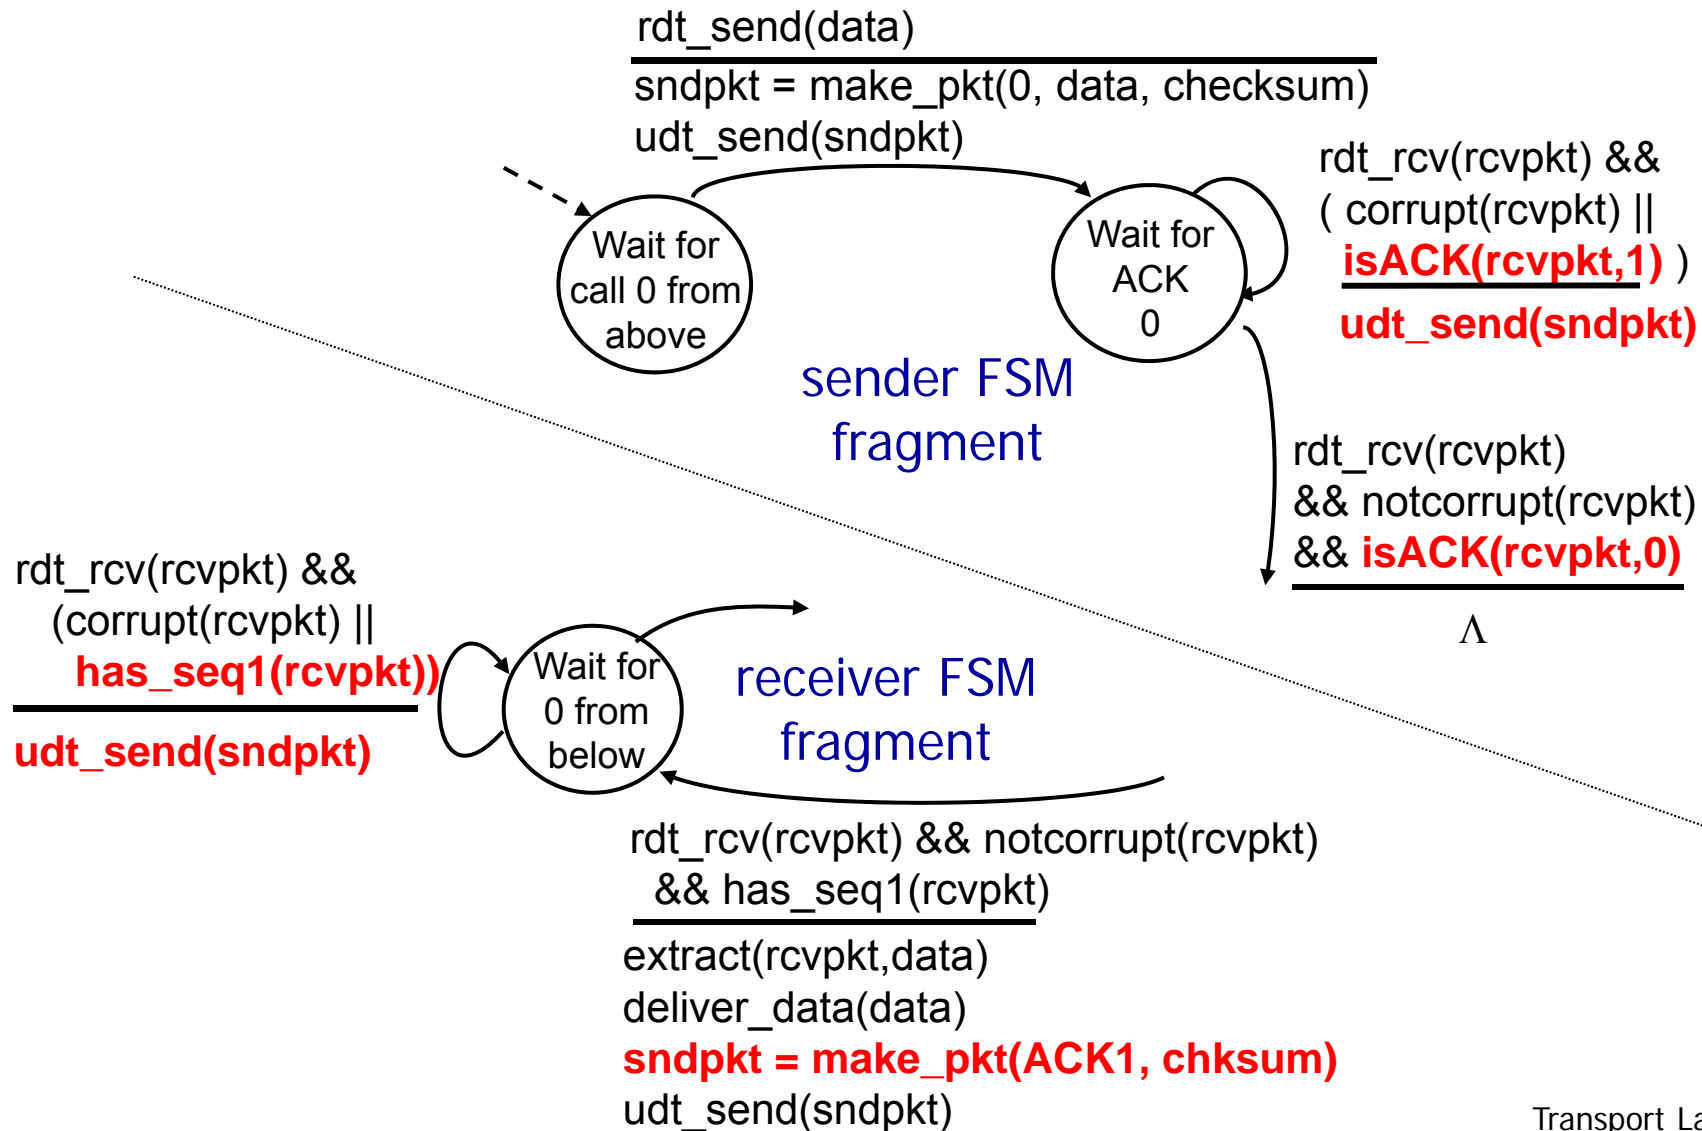 rdt_send(data)
sndpkt = make_pkt(0, data, checksum)
udt_send(sndpkt)
rdt_rcv(rcvpkt) &&
( corrupt(rcvpkt) ||
isACK(rcvpkt,1) )
udt_send(sndpkt)
Wait for
call 0 from
above
Wait for
ACK
0
sender FSM
fragment
rdt_rcv(rcvpkt)
&& notcorrupt(rcvpkt)
&& isACK(rcvpkt,0)
Λ
rdt_rcv(rcvpkt) &&
(corrupt(rcvpkt) ||
has_seq1(rcvpkt))
udt_send(sndpkt)
Wait for
0 from
below
receiver FSM
fragment
rdt_rcv(rcvpkt) && notcorrupt(rcvpkt)
&& has_seq1(rcvpkt)
extract(rcvpkt,data)
deliver_data(data)
sndpkt = make_pkt(ACK1, chksum)
udt_send(sndpkt)
Transport La